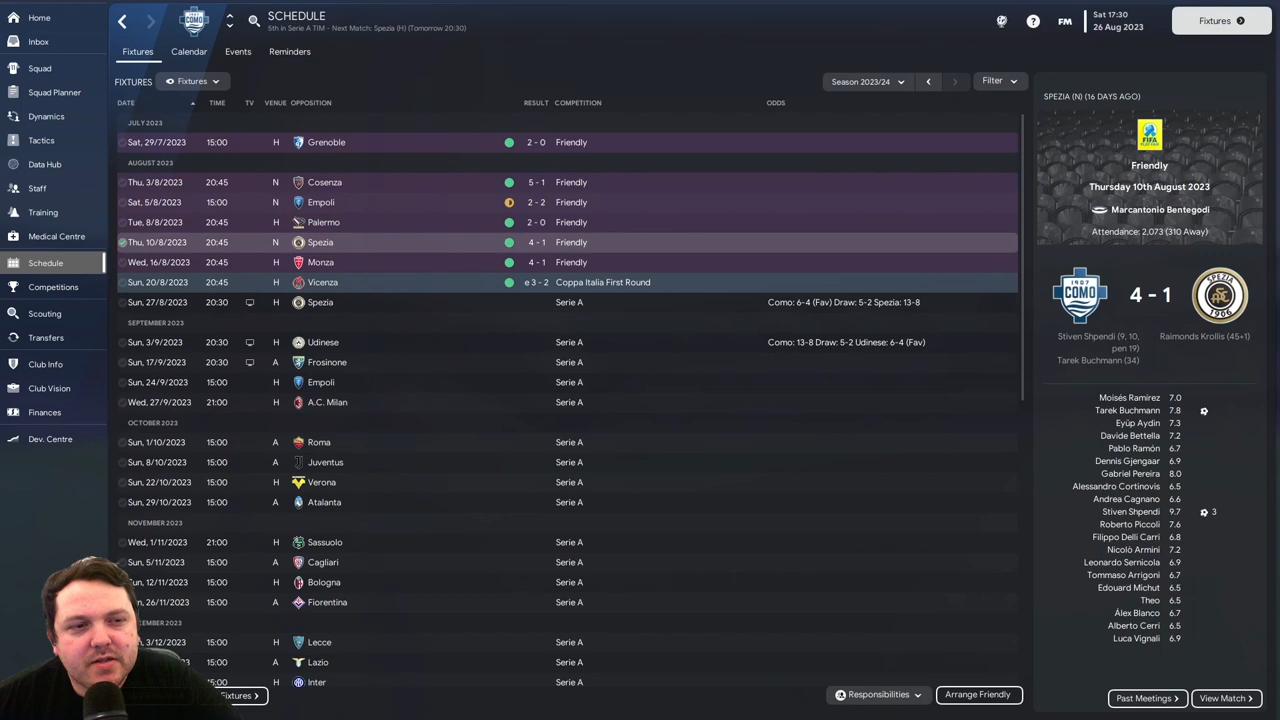 Home
Inbox
Squad
Squad Planner
Dynamics
Tactics
Data Hub
Staff
Training
Medical Centre
Schedule
Competitions
Scouting
Transfers
Club Info
Club Vision
Finances
Dev. Centre
1907
COMO
SCHEDULE
5th in Serie A TIM - Next Match: Spezia (H) (Tomorrow 20:30)
?
FM
Sat 17:30
26 Aug 2023
Fixtures
Fixtures Calendar Events Reminders
FIXTURES Fixtures
Season 2023/24
Filter
DATE TIME TV VENUE OPPOSITION RESULT COMPETITION ODDS
JULY 2023
Sat, 29/7/2023 15:00 H Grenoble 2 - 0 Friendly
AUGUST 2023
Thu, 3/8/2023 20:45 N Cosenza 5 - 1 Friendly
Sat, 5/8/2023 15:00 N Empoli 2 - 2 Friendly
Tue, 8/8/2023 20:45 H Palermo 2 - 0 Friendly
Thu, 10/8/2023 20:45 N Spezia 4 - 1 Friendly
Wed, 16/8/2023 20:45 H Monza 4 - 1 Friendly
Sun, 20/8/2023 20:45 H Vicenza e 3 - 2 Coppa Italia First Round
Sun, 27/8/2023 20:30 H Spezia Serie A Como: 6-4 (Fav) Draw: 5-2 Spezia: 13-8
SEPTEMBER 2023
Sun, 3/9/2023 20:30 H Udinese Serie A Como: 13-8 Draw: 5-2 Udinese: 6-4 (Fav)
Sun, 17/9/2023 20:30 A Frosinone Serie A
Sun, 24/9/2023 15:00 H Empoli Serie A
Wed, 27/9/2023 21:00 H A.C. Milan Serie A
OCTOBER 2023
Sun, 1/10/2023 15:00 A Roma Serie A
Sun, 8/10/2023 15:00 A Juventus Serie A
Sun, 22/10/2023 15:00 H Verona Serie A
Sun, 29/10/2023 15:00 A Atalanta Serie A
NOVEMBER 2023
Wed, 1/11/2023 21:00 H Sassuolo Serie A
Sun, 5/11/2023 15:00 A Cagliari Serie A
Sun, 12/11/2023 15:00 H Bologna Serie A
un, 26/11/2023 15:00 A Fiorentina Serie A
CEMBER 2023
n, 3/12/2023 15:00 H Lecce Serie A
15:00 A Lazio Serie A
15:00 H Inter Serie A
Fixtures
Responsibilities
Arrange Friendly
SPEZIA (N) (16 DAYS AGO)
FIFA
Friendly
Thursday 10th August 2023
Marcantonio Bentegodi
Attendance: 2,073 (310 Away)
1907
COMO
4 - 1
SPEZIA
1906
Stiven Shpendi (9, 10, pen 19)
Tarek Buchmann (34)
Raimonds Krollis (45+1)
Moisés Ramírez 7.0
Tarek Buchmann 7.8
Eyüp Aydin 7.3
Davide Bettella 7.2
Pablo Ramón 6.7
Dennis Gjengaar 6.9
Gabriel Pereira 8.0
Alessandro Cortinovis 6.5
Andrea Cagnano 6.6
Stiven Shpendi 9.7 3
Roberto Piccoli 7.6
Filippo Delli Carri 6.8
Nicolò Armini 7.2
Leonardo Sernicola 6.9
Tommaso Arrigoni 6.7
Edouard Michut 6.5
Theo 6.5
Álex Blanco 6.7
Alberto Cerri 6.5
Luca Vignali 6.9
Past Meetings
View Match